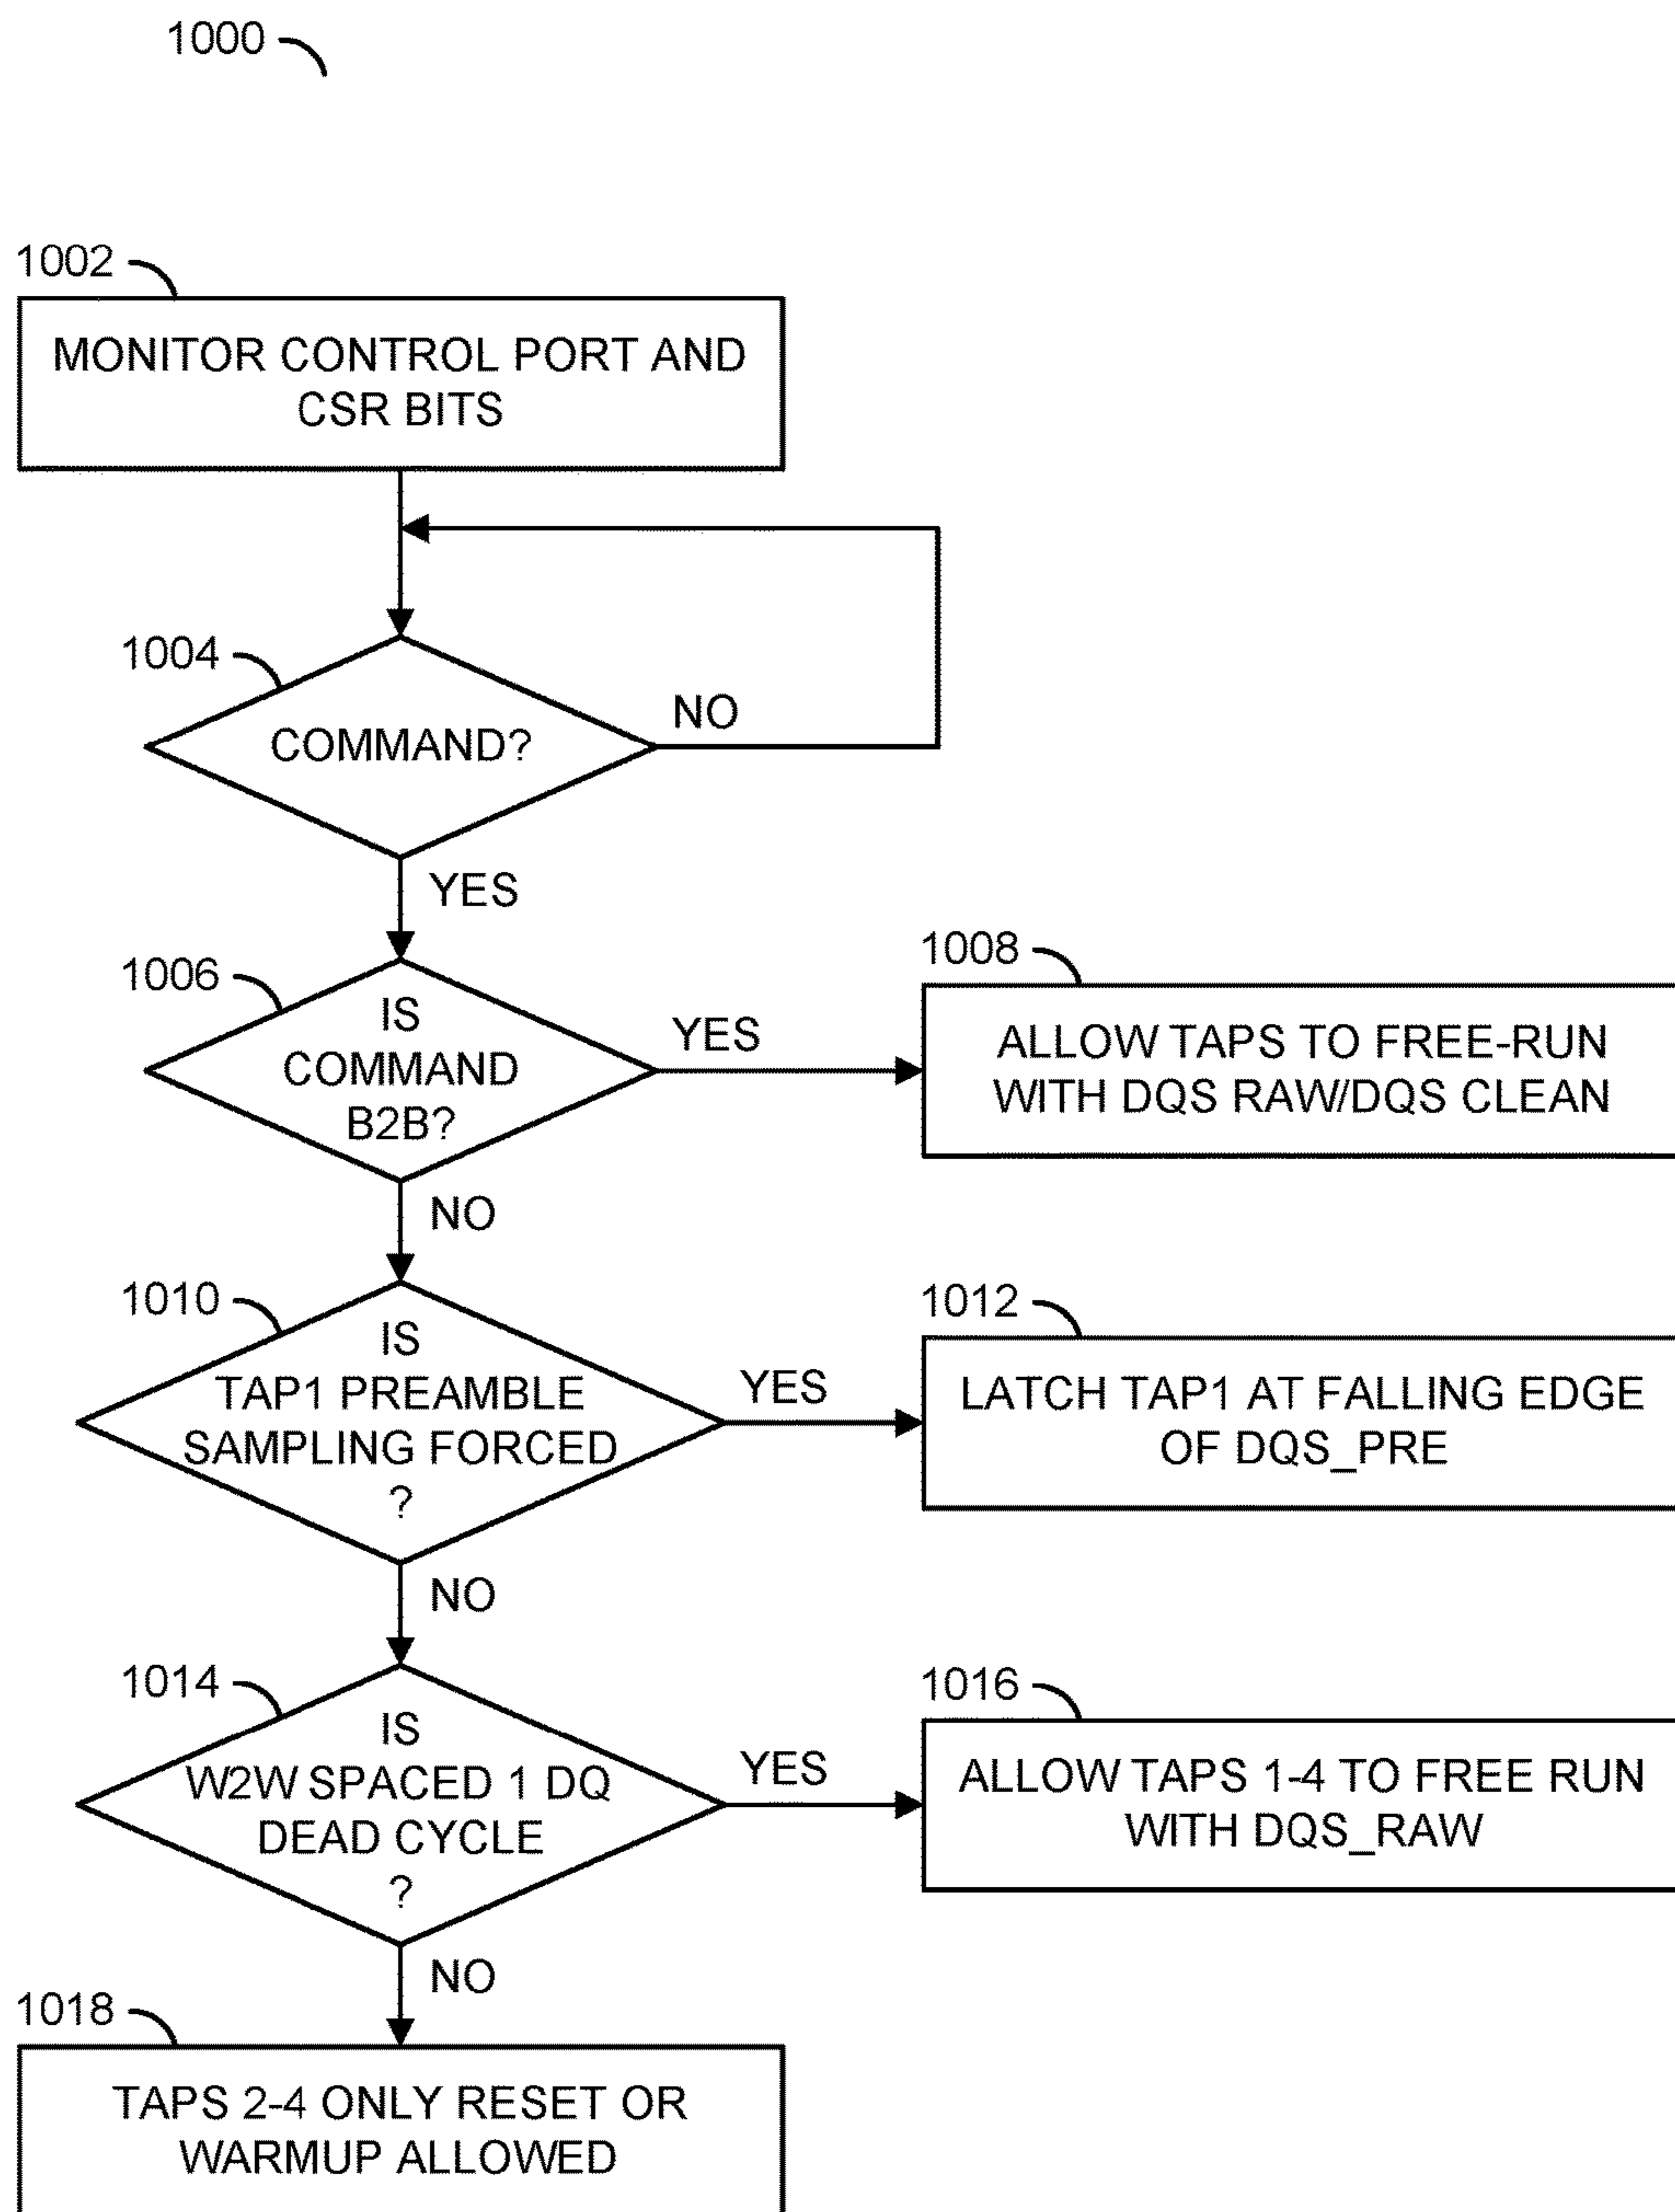 1000
1002
MONITOR CONTROL PORT AND
CSR BITS
1004
COMMAND?
NO
YES
1006
IS
COMMAND
B2B?
YES
1008
ALLOW TAPS TO FREE-RUN
WITH DQS RAW/DQS CLEAN
NO
1010
IS
TAP1 PREAMBLE
SAMPLING FORCED
?
YES
1012
LATCH TAP1 AT FALLING EDGE
OF DQS_PRE
NO
1014
IS
W2W SPACED 1 DQ
DEAD CYCLE
?
YES
1016
ALLOW TAPS 1-4 TO FREE RUN
WITH DQS_RAW
NO
1018
TAPS 2-4 ONLY RESET OR
WARMUP ALLOWED